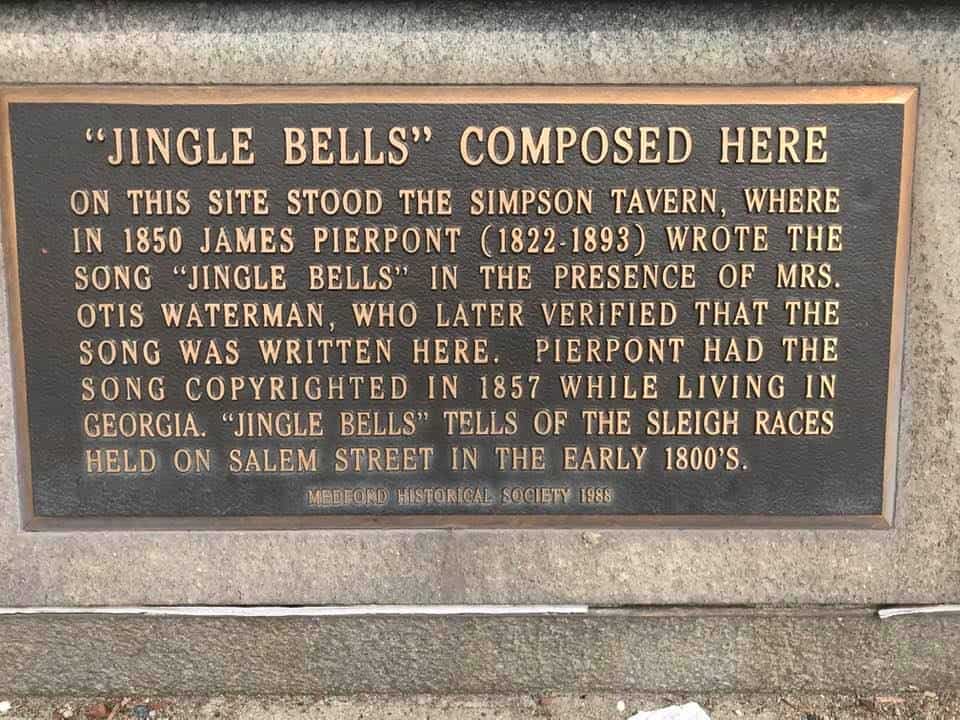 “JINGLE BELLS” COMPOSED HERE
ON THIS SITE STOOD THE SIMPSON TAVERN, WHERE
IN 1850 JAMES PIERPONT (1822-1893) WROTE THE
SONG “JINGLE BELLS” IN THE PRESENCE OF MRS.
OTIS WATERMAN, WHO LATER VERIFIED THAT THE
SONG WAS WRITTEN HERE. PIERPONT HAD THE
SONG COPYRIGHTED IN 1857 WHILE LIVING IN
GEORGIA. “JINGLE BELLS” TELLS OF THE SLEIGH RACES
HELD ON SALEM STREET IN THE EARLY 1800’S.
MEDFORD HISTORICAL SOCIETY 1988